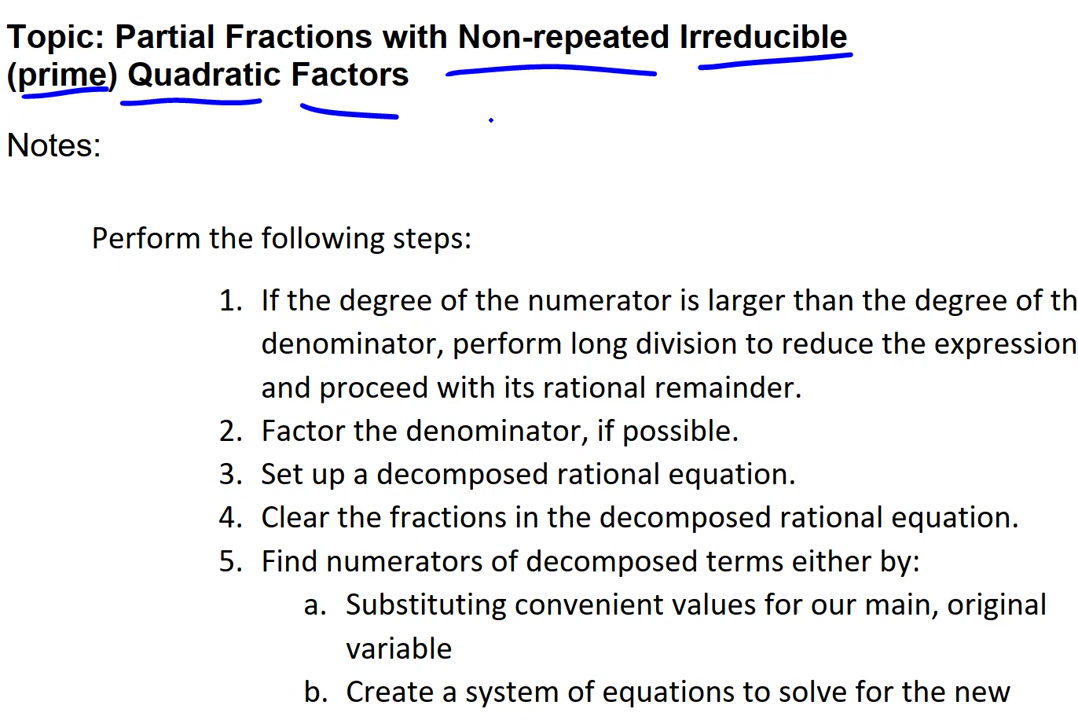 Topic: Partial Fractions with Non-repeated Irreducible
(prime) Quadratic Factors
Notes:
Perform the following steps:
1. If the degree of the numerator is larger than the degree of th
denominator, perform long division to reduce the expression
and proceed with its rational remainder.
2. Factor the denominator, if possible.
3. Set up a decomposed rational equation.
4. Clear the fractions in the decomposed rational equation.
5. Find numerators of decomposed terms either by:
a. Substituting convenient values for our main, original
variable
b. Create a system of equations to solve for the new